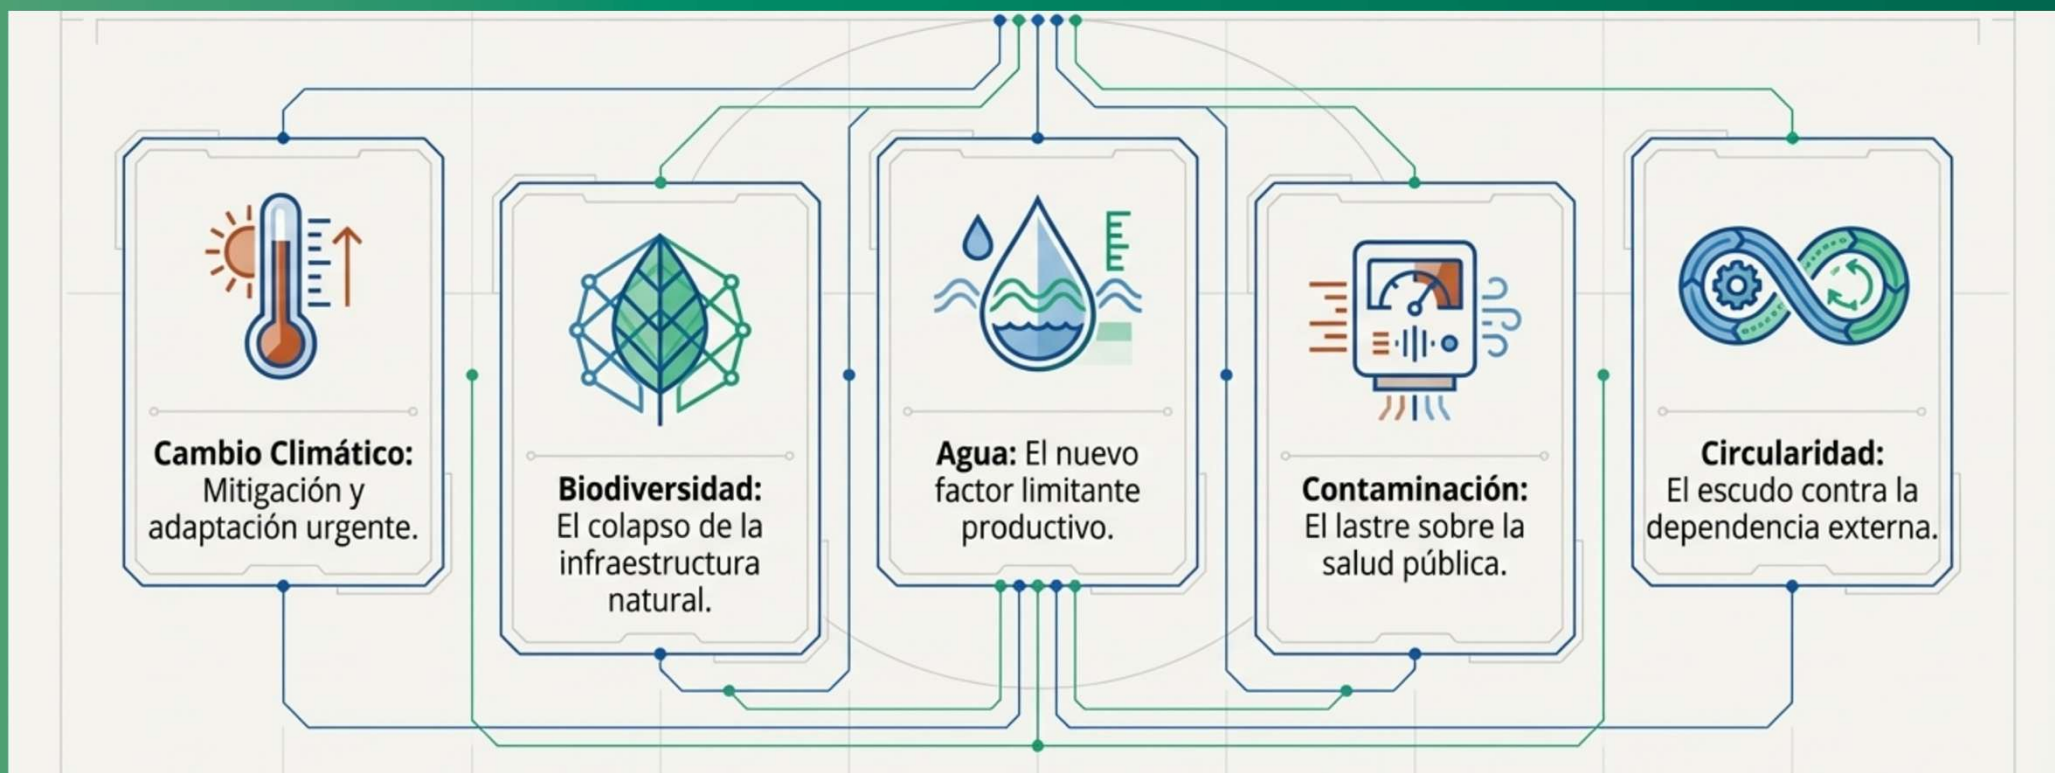 Cambio Climático:
Mitigación y
adaptación urgente.
Biodiversidad:
El colapso de la
infraestructura
natural.
Agua: El nuevo
factor limitante
productivo.
Contaminación:
El lastre sobre la
salud pública.
Circularidad:
El escudo contra la
dependencia externa.